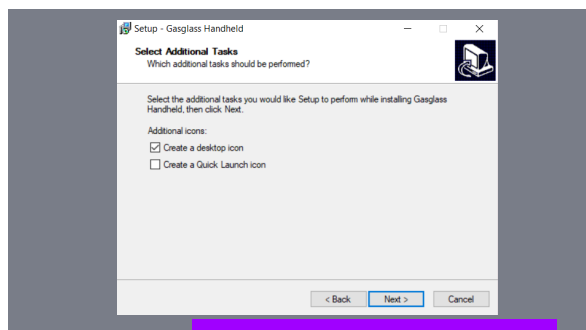 Setup - Gasglass Handheld
Select Additional Tasks
Which additional tasks should be performed?
Select the additional tasks you would like Setup to perform while installing Gasglass
Handheld, then click Next.
Additional icons:
Create a desktop icon
Create a Quick Launch icon
< Back Next > Cancel